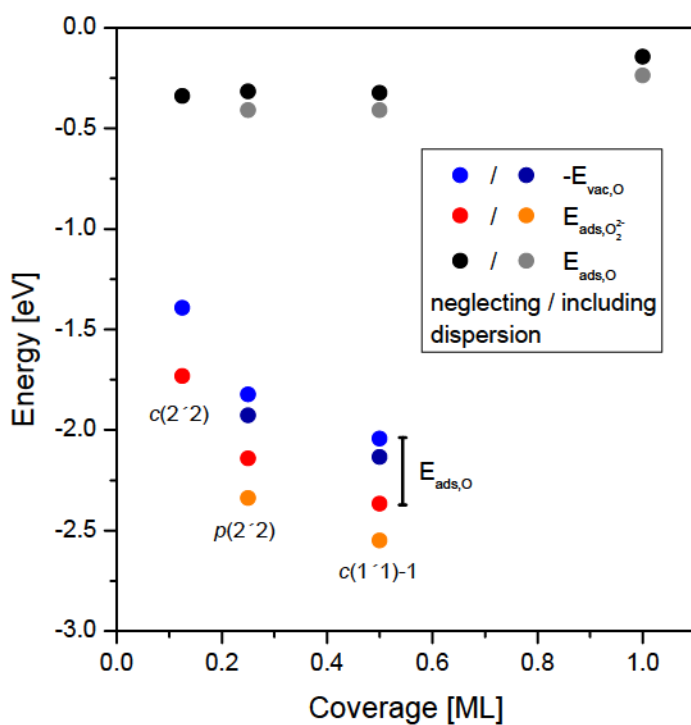 0.0
-0.5
-1.0
-1.5
-2.0
-2.5
-3.0
Energy [eV]
/ -E_vac,O
/ E_ads,O₂²⁻
/ E_ads,O
neglecting / including
dispersion
c(2´2)
p(2´2)
c(1´1)-1
E_ads,O
0.0 0.2 0.4 0.6 0.8 1.0
Coverage [ML]